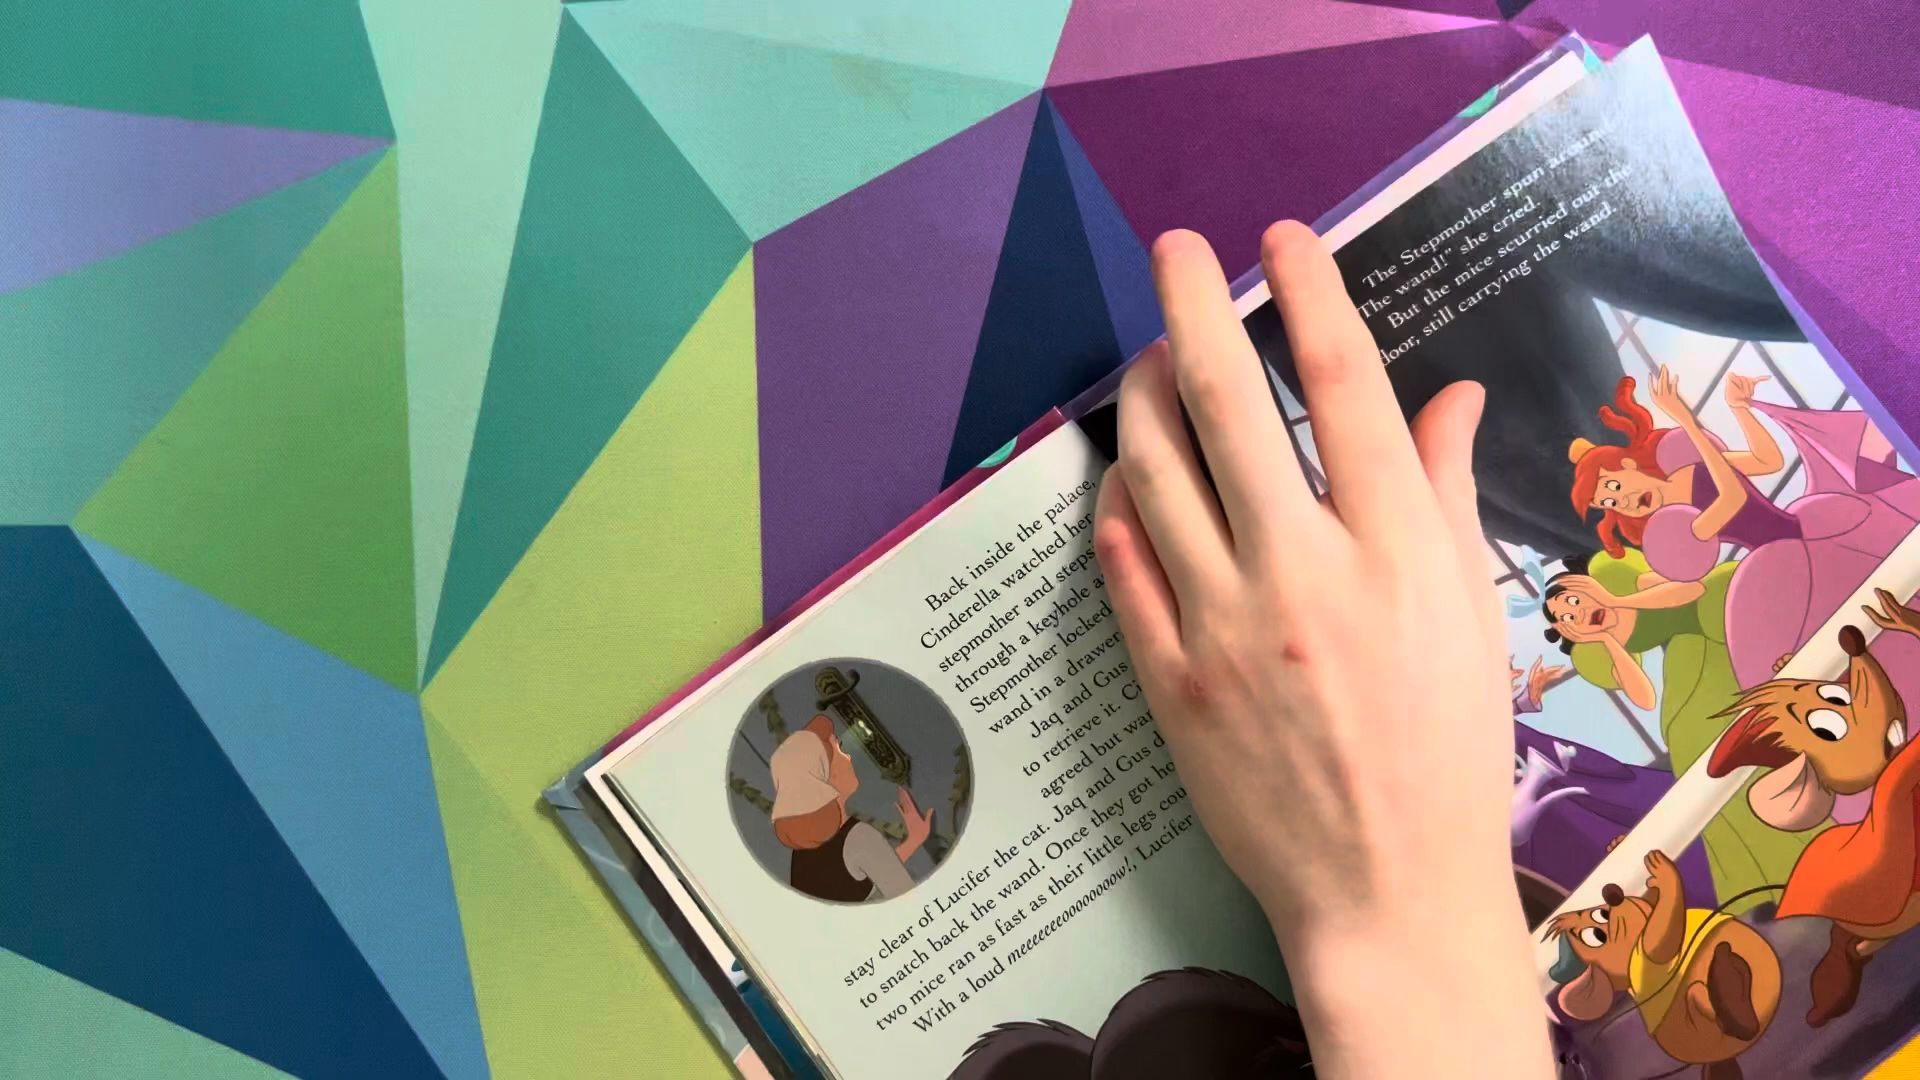 Back inside the palace,
Cinderella watched her
stepmother and steps
through a keyhole a
Stepmother locked
wand in a drawer
Jaq and Gus
to retrieve it. Ci
agreed but war
stay clear of Lucifer the cat. Jaq and Gus d
to snatch back the wand. Once they got ho
two mice ran as fast as their little legs cou
With a loud meeeeeeoooooooow!, Lucifer
The Stepmother spun around.
"The wand!" she cried.
But the mice scurried out the
door, still carrying the wand.